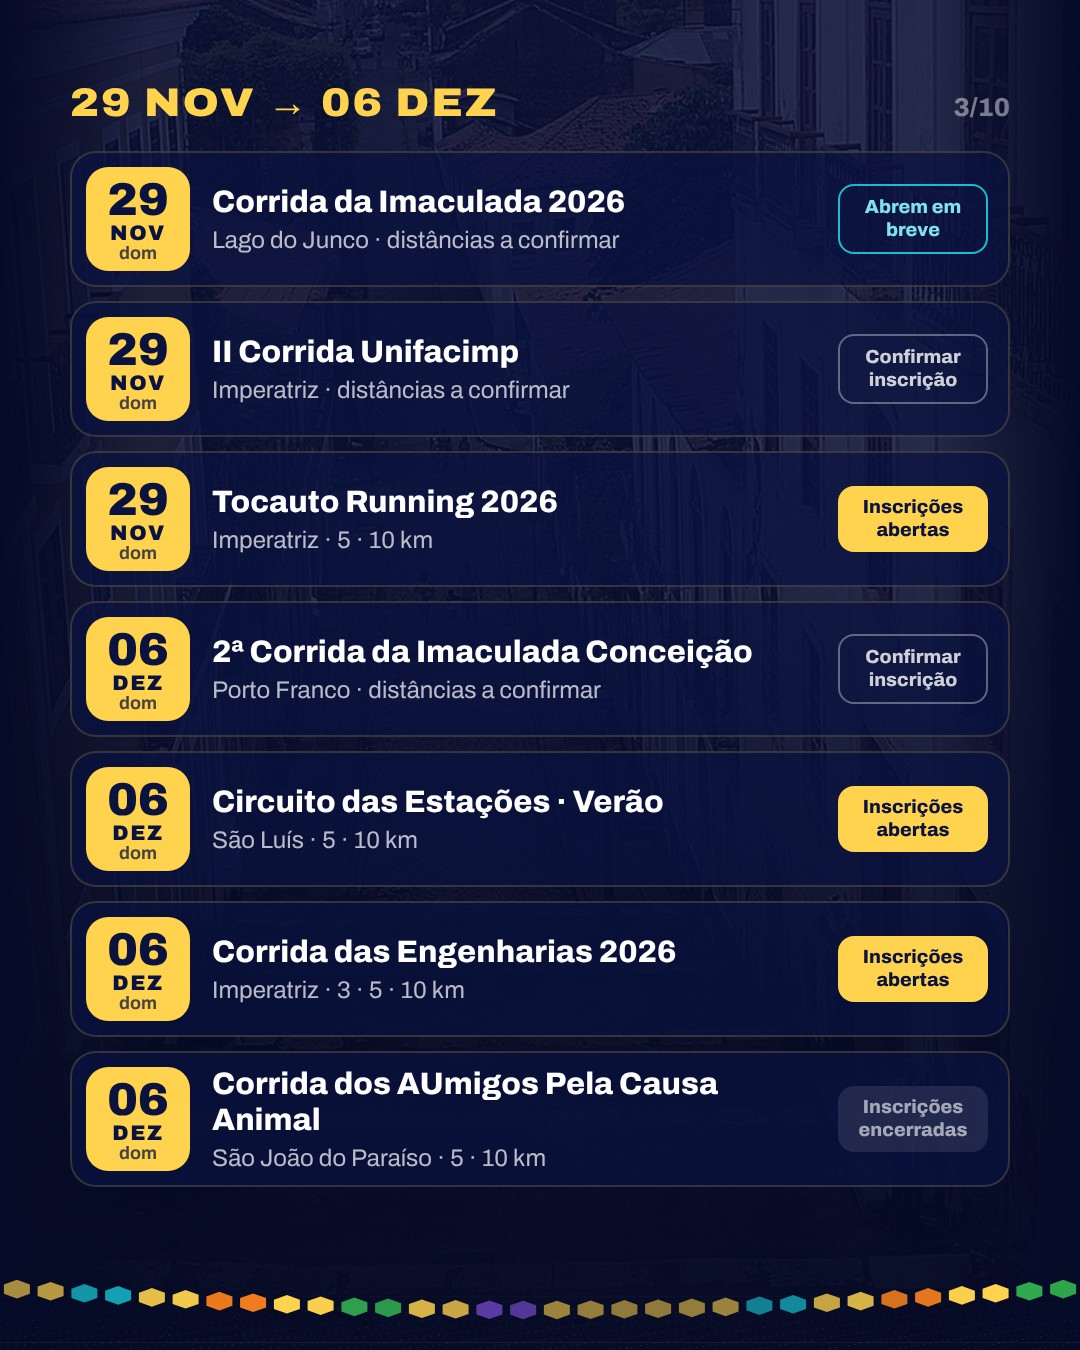 29 NOV → 06 DEZ
3/10
29
NOV
dom
Corrida da Imaculada 2026
Lago do Junco · distâncias a confirmar
Abrem em
breve
29
NOV
dom
II Corrida Unifacimp
Imperatriz · distâncias a confirmar
Confirmar
inscrição
29
NOV
dom
Tocauto Running 2026
Imperatriz · 5 · 10 km
Inscrições
abertas
06
DEZ
dom
2ª Corrida da Imaculada Conceição
Porto Franco · distâncias a confirmar
Confirmar
inscrição
06
DEZ
dom
Circuito das Estações · Verão
São Luís · 5 · 10 km
Inscrições
abertas
06
DEZ
dom
Corrida das Engenharias 2026
Imperatriz · 3 · 5 · 10 km
Inscrições
abertas
06
DEZ
dom
Corrida dos AUmigos Pela Causa
Animal
São João do Paraíso · 5 · 10 km
Inscrições
encerradas